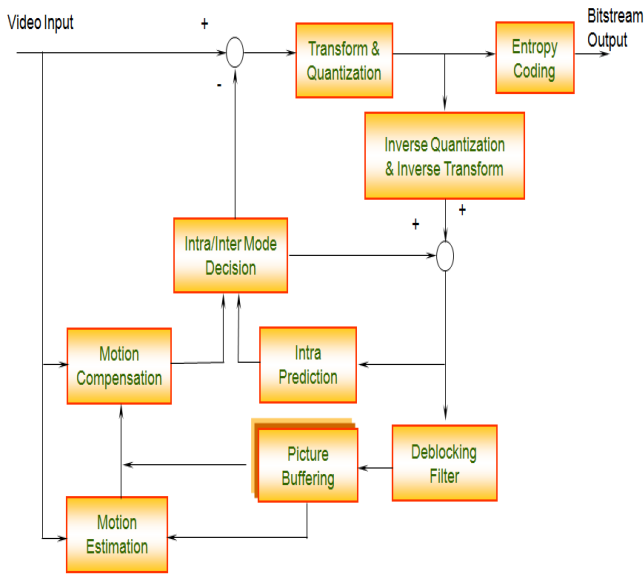 Video Input
+
Bitstream
Output
-
Transform &
Quantization
Entropy
Coding
Inverse Quantization
& Inverse Transform
+
+
Intra/Inter Mode
Decision
Motion
Compensation
Intra
Prediction
Picture
Buffering
Deblocking
Filter
Motion
Estimation